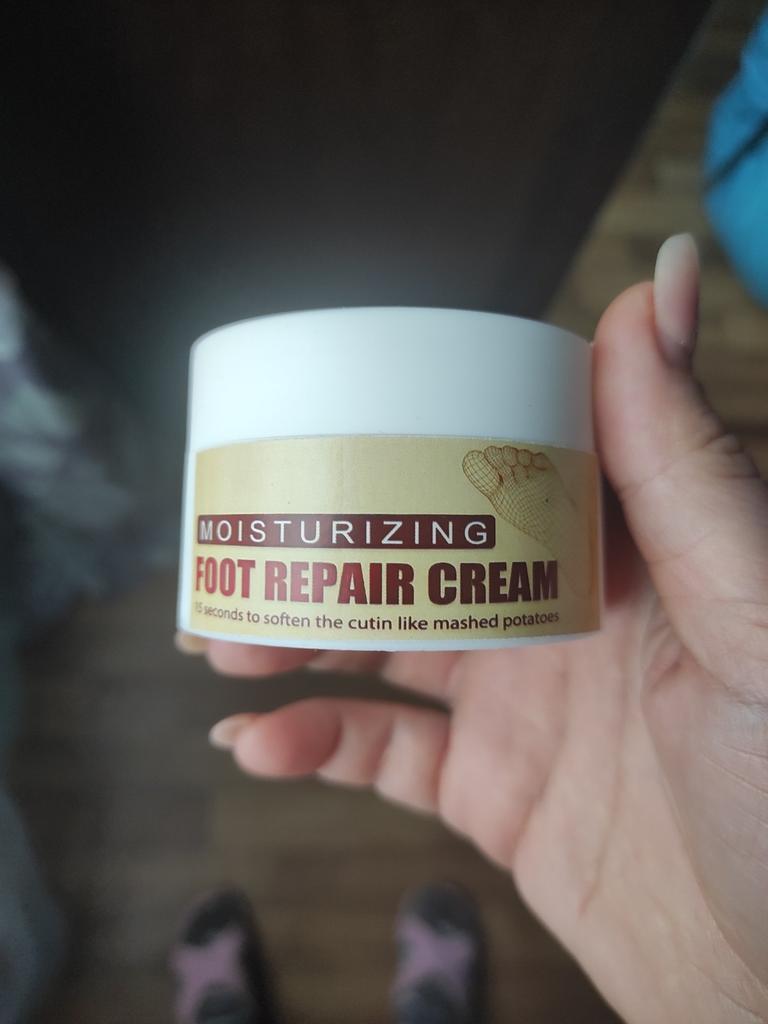 MOISTURIZING
FOOT REPAIR CREAM
15 seconds to soften the cutin like mashed potatoes